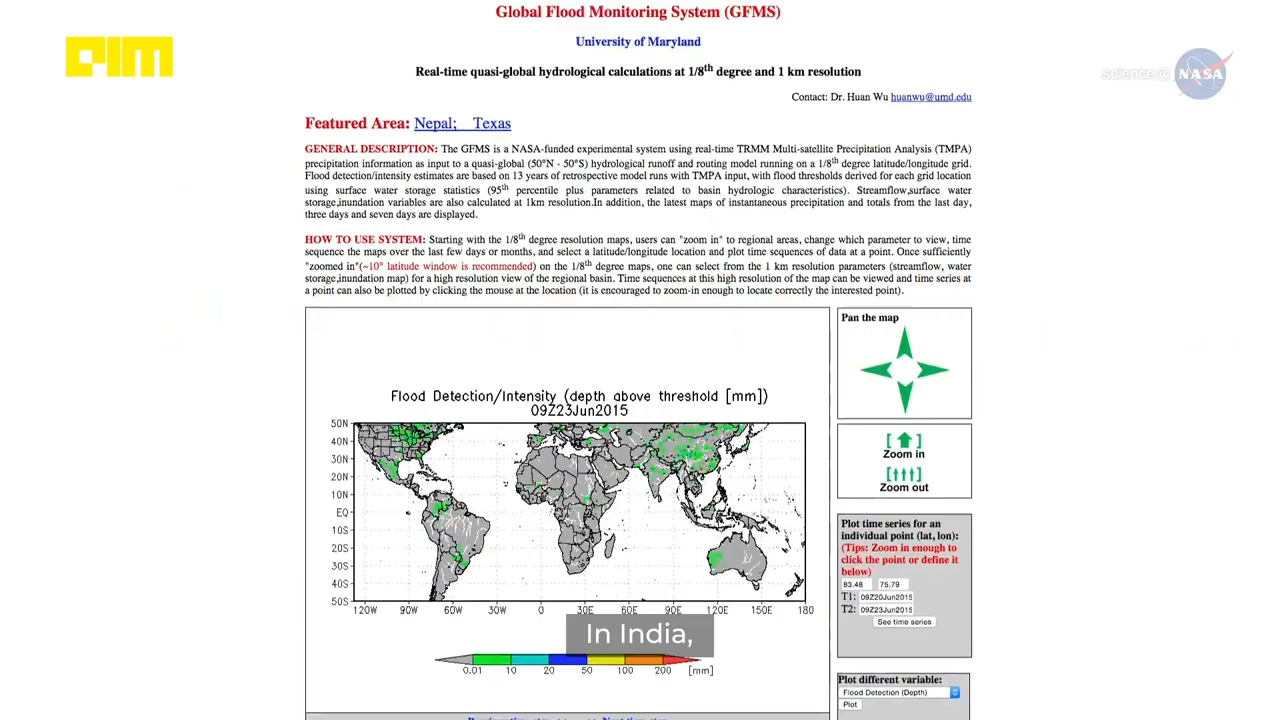 Global Flood Monitoring System (GFMS)
AIM
University of Maryland
science@
NASA
Real-time quasi-global hydrological calculations at 1/8th degree and 1 km resolution
Contact: Dr. Huan Wu huanwu@umd.edu
Featured Area: Nepal; Texas
GENERAL DESCRIPTION: The GFMS is a NASA-funded experimental system using real-time TRMM Multi-satellite Precipitation Analysis (TMPA)
precipitation information as input to a quasi-global (50°N - 50°S) hydrological runoff and routing model running on a 1/8th degree latitude/longitude grid.
Flood detection/intensity estimates are based on 13 years of retrospective model runs with TMPA input, with flood thresholds derived for each grid location
using surface water storage statistics (95th percentile plus parameters related to basin hydrologic characteristics). Streamflow,surface water
storage,inundation variables are also calculated at 1km resolution.In addition, the latest maps of instantaneous precipitation and totals from the last day,
three days and seven days are displayed.
HOW TO USE SYSTEM: Starting with the 1/8th degree resolution maps, users can "zoom in" to regional areas, change which parameter to view, time
sequence the maps over the last few days or months, and select a latitude/longitude location and plot time sequences of data at a point. Once sufficiently
"zoomed in"(~10° latitude window is recommended) on the 1/8th degree maps, one can select from the 1 km resolution parameters (streamflow, water
storage,inundation map) for a high resolution view of the regional basin. Time sequences at this high resolution of the map can be viewed and time series at
a point can also be plotted by clicking the mouse at the location (it is encouraged to zoom-in enough to locate correctly the interested point).
Flood Detection/Intensity (depth above threshold [mm])
09Z23Jun2015
50N
40N
30N
20N
10N
EQ
10S
20S
30S
40S
50S
120W 90W 60W 30W 0 30E 60E 90E 120E 150E 180
In India,
0.01 10 20 50 100 200 [mm]
Pan the map
Zoom in
Zoom out
Plot time series for an
individual point (lat, lon):
(Tips: Zoom in enough to
click the point or define it
below)
83.48 75.79
T1: 09Z20Jun2015
T2: 09Z23Jun2015
See time series
Plot different variable:
Flood Detection (Depth)
Plot